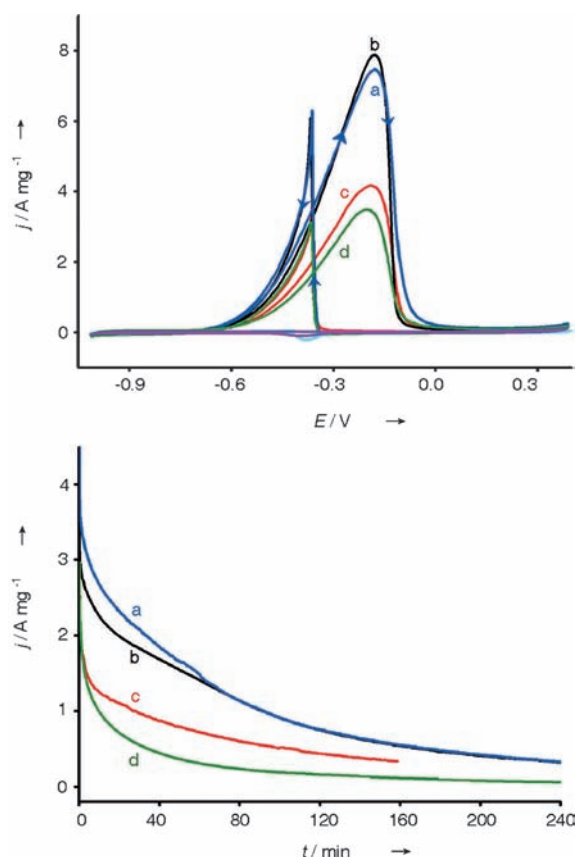 8
6
4
2
0
j / A mg⁻¹ →
b
a
c
d
-0.9 -0.6 -0.3 0.0 0.3
E / V →
4
3
2
1
0
j / A mg⁻¹ →
a
b
c
d
0 40 80 120 160 200 240
t / min →